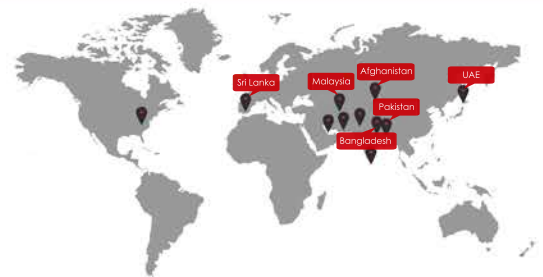 Afghanistan
UAE
Sri Lanka
Malaysia
Pakistan
Bangladesh